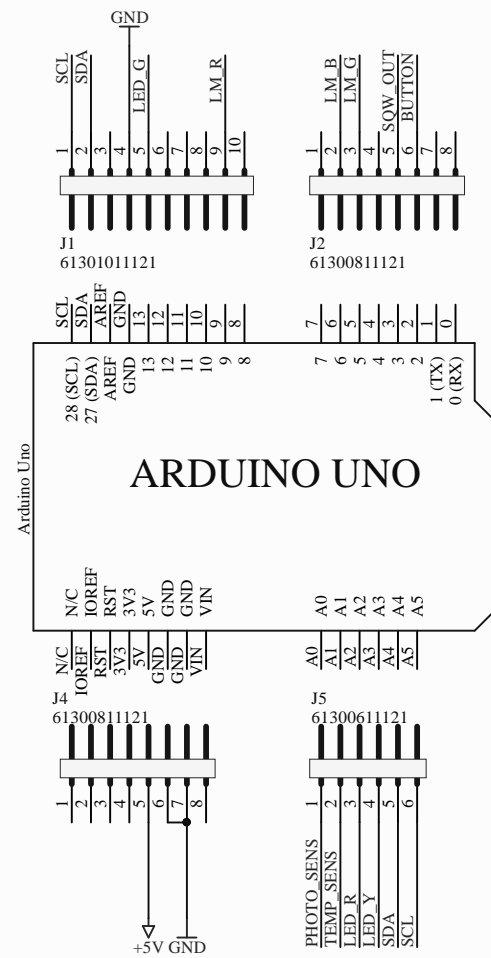 GND
SCL
SDA
LED_G
LM_R
LM_B
LM_G
SQW_OUT
BUTTON
1 2 3 4 5 6 7 8 9 10
1 2 3 4 5 6 7 8
J1
61301011121
J2
61300811121
SCL SDA AREF GND 13 12 11 10 9 8
7 6 5 4 3 2 1 0
28 (SCL) 27 (SDA) AREF GND 13 12 11 10 9 8
7 6 5 4 3 2 1 (TX) 0 (RX)
Arduino Uno
ARDUINO UNO
N/C IOREF RST 3V3 5V GND GND VIN
A0 A1 A2 A3 A4 A5
N/C IOREF RST 3V3 5V GND GND VIN
A0 A1 A2 A3 A4 A5
J4
61300811121
J5
61300611121
1 2 3 4 5 6 7 8
1 2 3 4 5 6
PHOTO_SENS
TEMP_SENS
LED_R
LED_Y
SDA
SCL
+5V GND